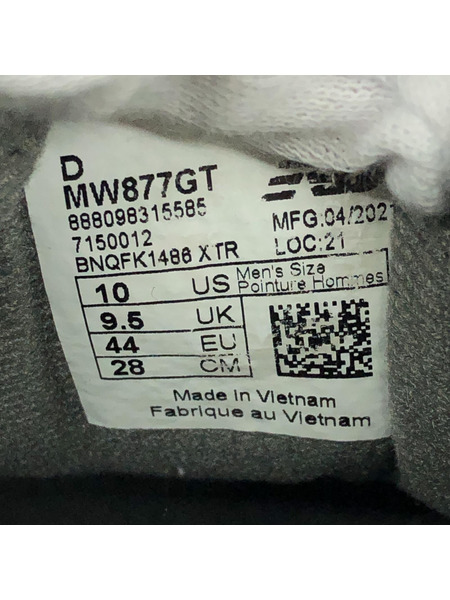 D
MW877GT
888098315585
7150012
BNQFK1486 XTR
MFG:04/2021
LOC:21
Men's Size
Pointure Hommes
10 US
9.5 UK
44 EU
28 CM
Made in Vietnam
Fabrique au Vietnam